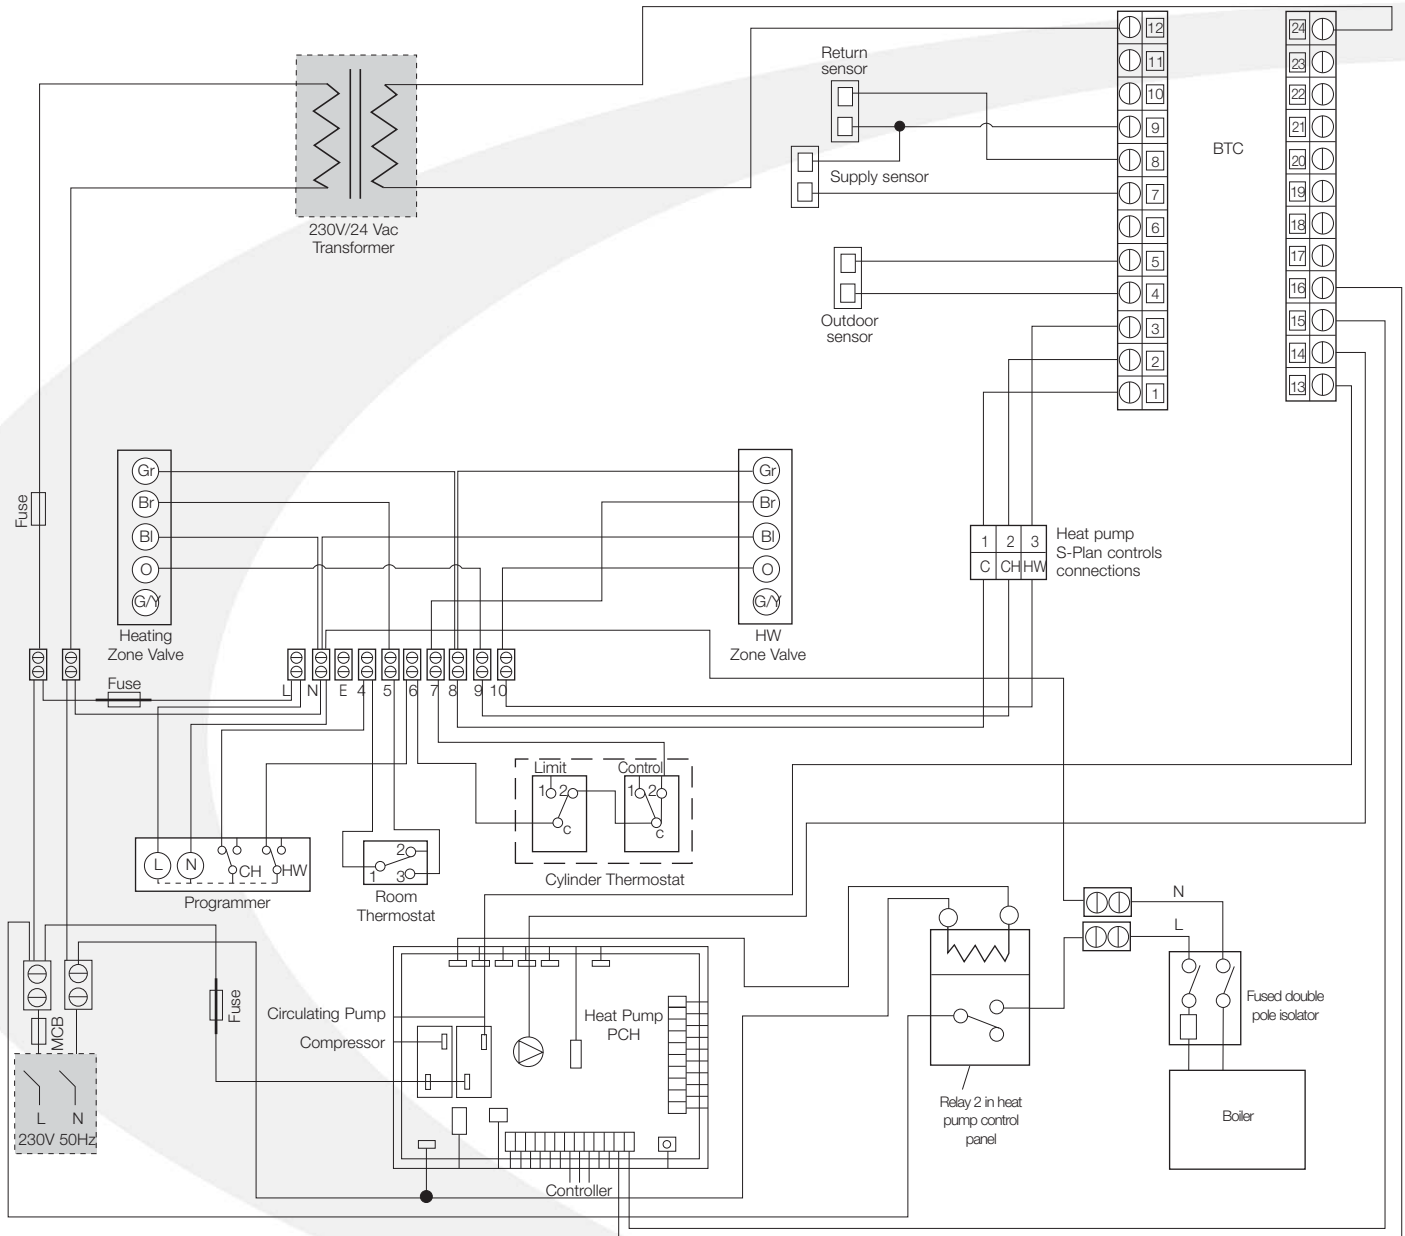 12
11
10
9
8
7
6
5
4
3
2
1
BTC
24
23
22
21
20
19
18
17
16
15
14
13
Return
sensor
Supply sensor
Outdoor
sensor
230V/24 Vac
Transformer
Fuse
Gr
Br
Bl
O
G/Y
Heating
Zone Valve
Gr
Br
Bl
O
G/Y
HW
Zone Valve
1 2 3
C CH HW
Heat pump
S-Plan controls
connections
Fuse
L N E 4 5 6 7 8 9 10
Limit
1 2
C
Control
1 2
C
Cylinder Thermostat
L N CH HW
Programmer
2
1 3
Room
Thermostat
N
L
Fused double
pole isolator
Boiler
Relay 2 in heat
pump control
panel
Circulating Pump
Compressor
Heat Pump
PCH
Controller
Fuse
MCB
L N
230V 50Hz